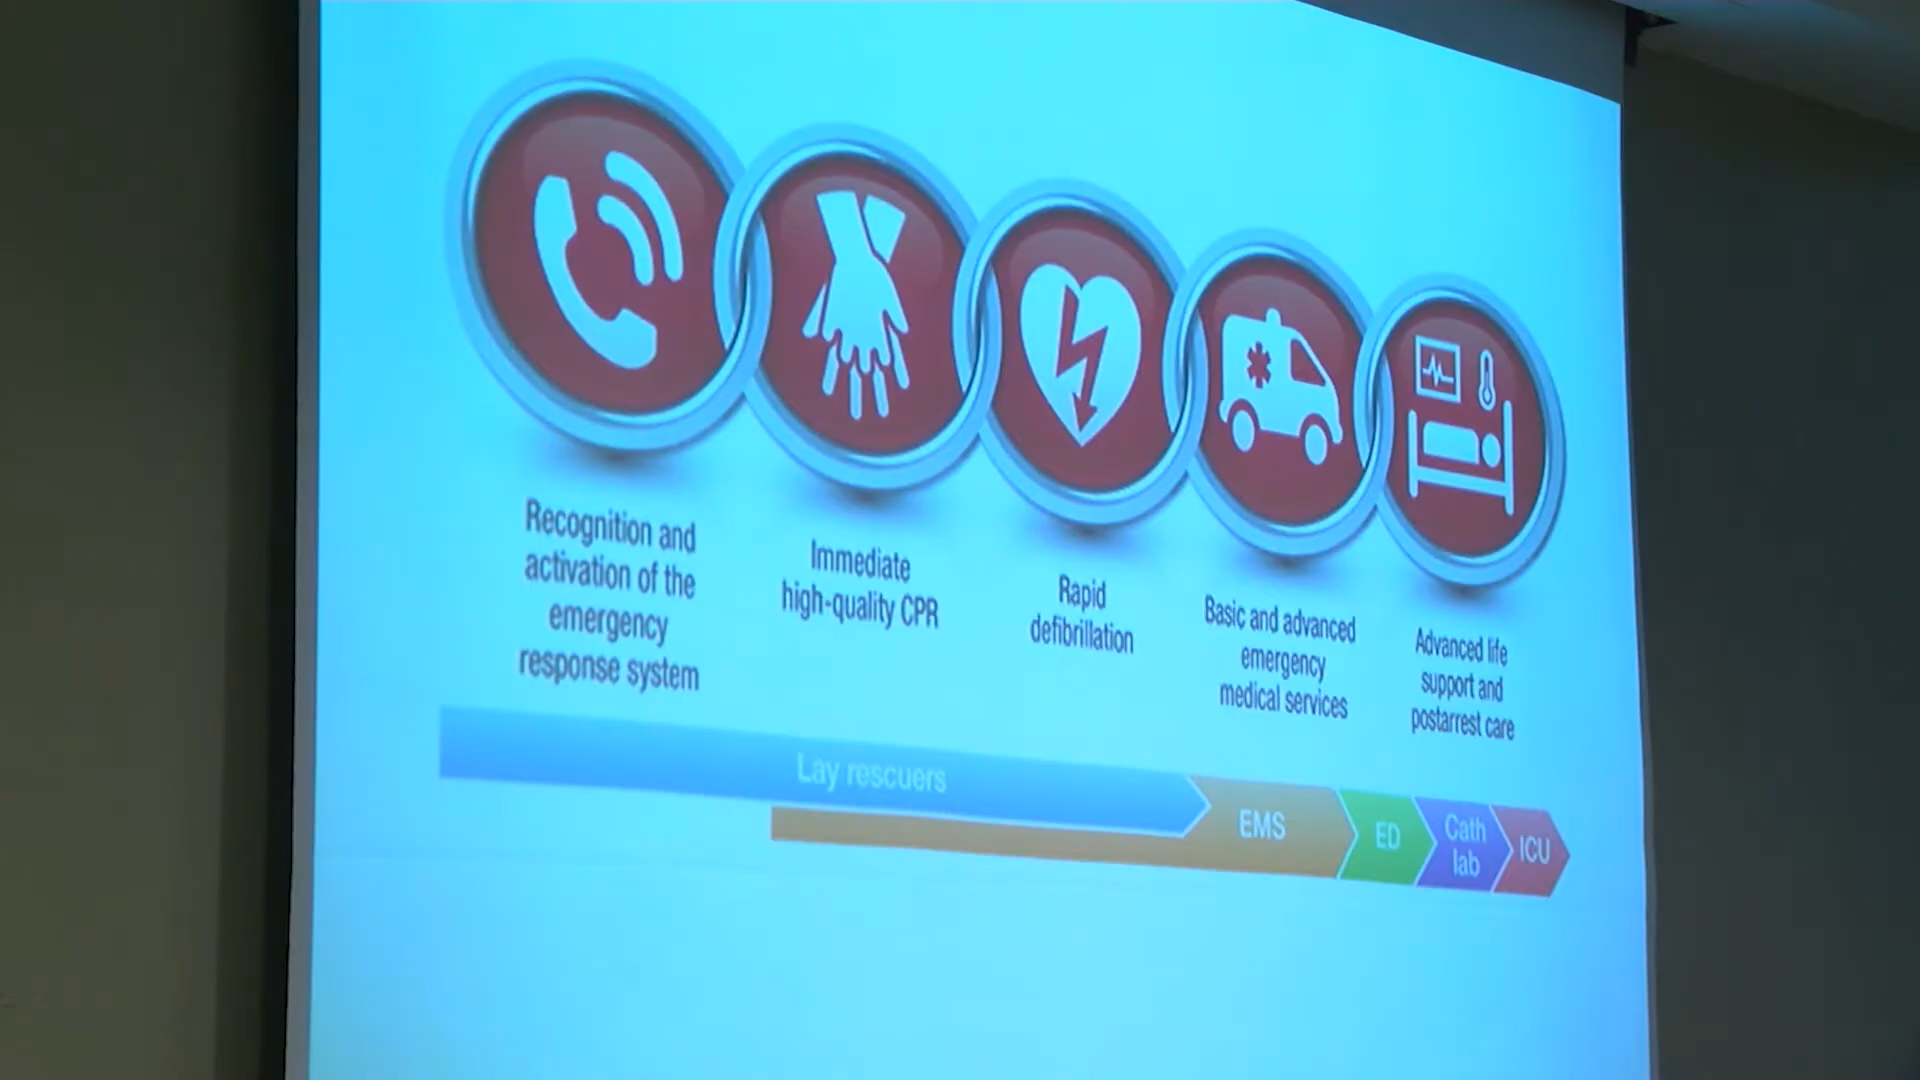 Recognition and
activation of the
emergency
response system
Immediate
high-quality CPR
Rapid
defibrillation
Basic and advanced
emergency
medical services
Advanced life
support and
postarrest care
Lay rescuers
EMS
ED
Cath
lab
ICU